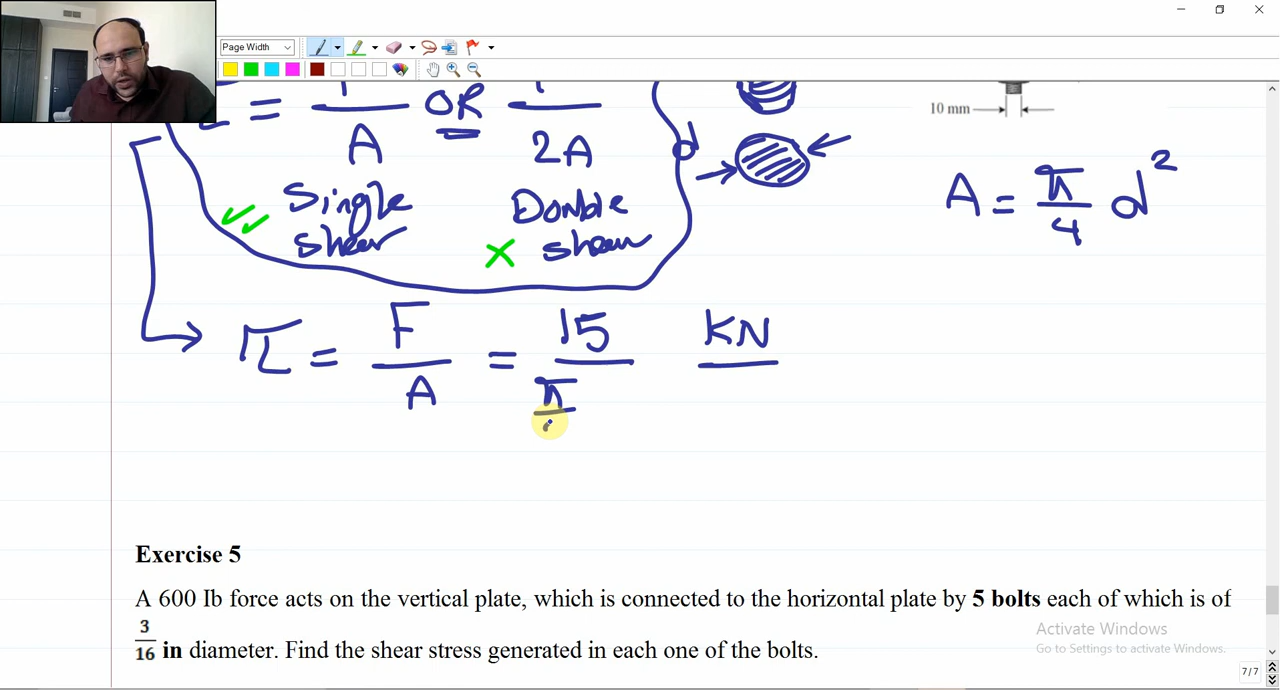 Page Width
= A OR 2A
d
10 mm
Single shear
Double shear
A = π/4 d²
τ = F/A = 15/π KN
Exercise 5
A 600 Ib force acts on the vertical plate, which is connected to the horizontal plate by 5 bolts each of which is of
3/16 in diameter. Find the shear stress generated in each one of the bolts.
Activate Windows
Go to Settings to activate Windows.
7/7